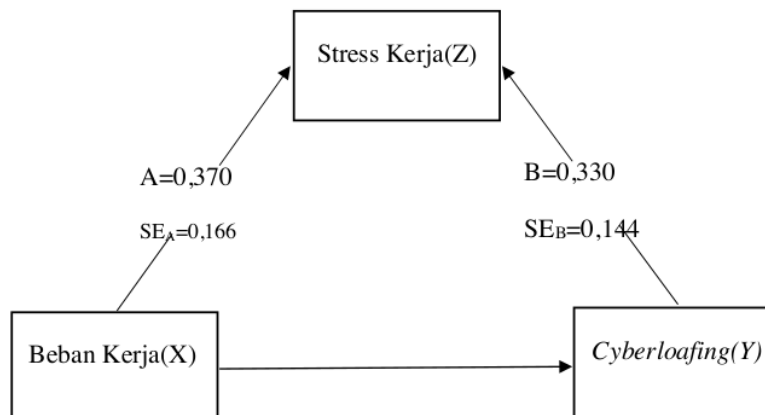 Stress Kerja(Z)
A=0,370
B=0,330
SEA=0,166
SEB=0,144
Beban Kerja(X)
Cyberloafing(Y)